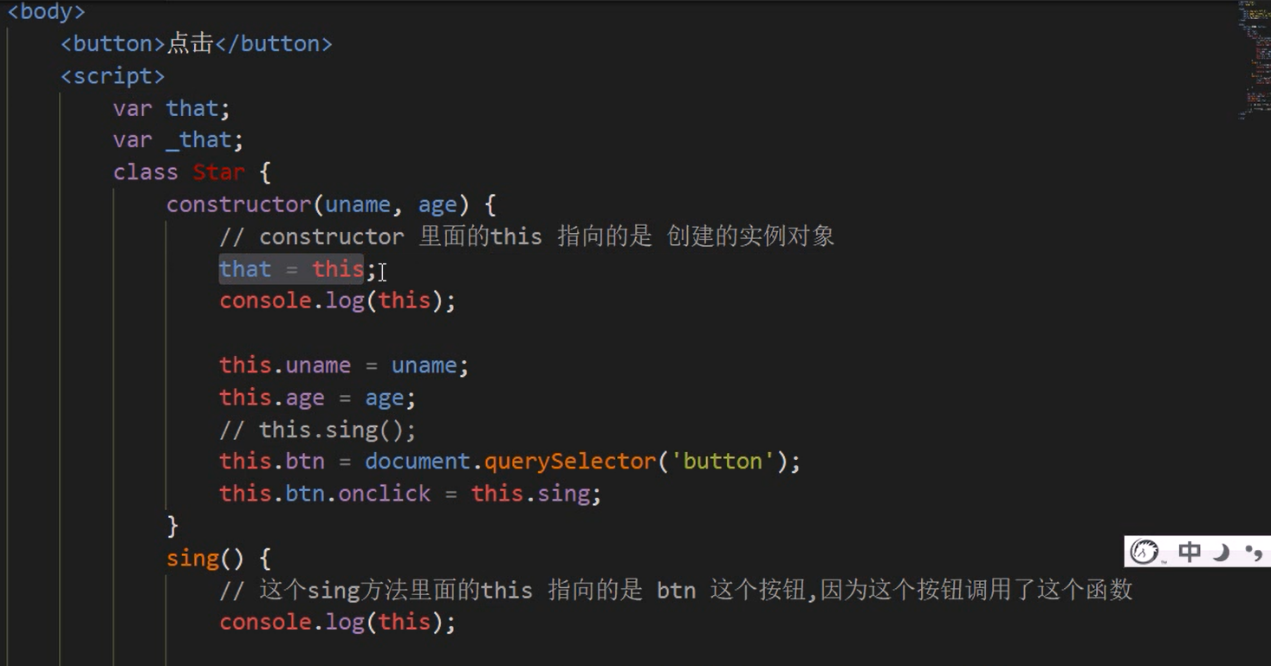 <body>
<button>点击</button>
<script>
var that;
var _that;
class Star {
constructor(uname, age) {
// constructor 里面的this 指向的是 创建的实例对象
that = this;
console.log(this);
this.uname = uname;
this.age = age;
// this.sing();
this.btn = document.querySelector('button');
this.btn.onclick = this.sing;
}
sing() {
中
// 这个sing方法里面的this 指向的是 btn 这个按钮,因为这个按钮调用了这个函数
console.log(this);